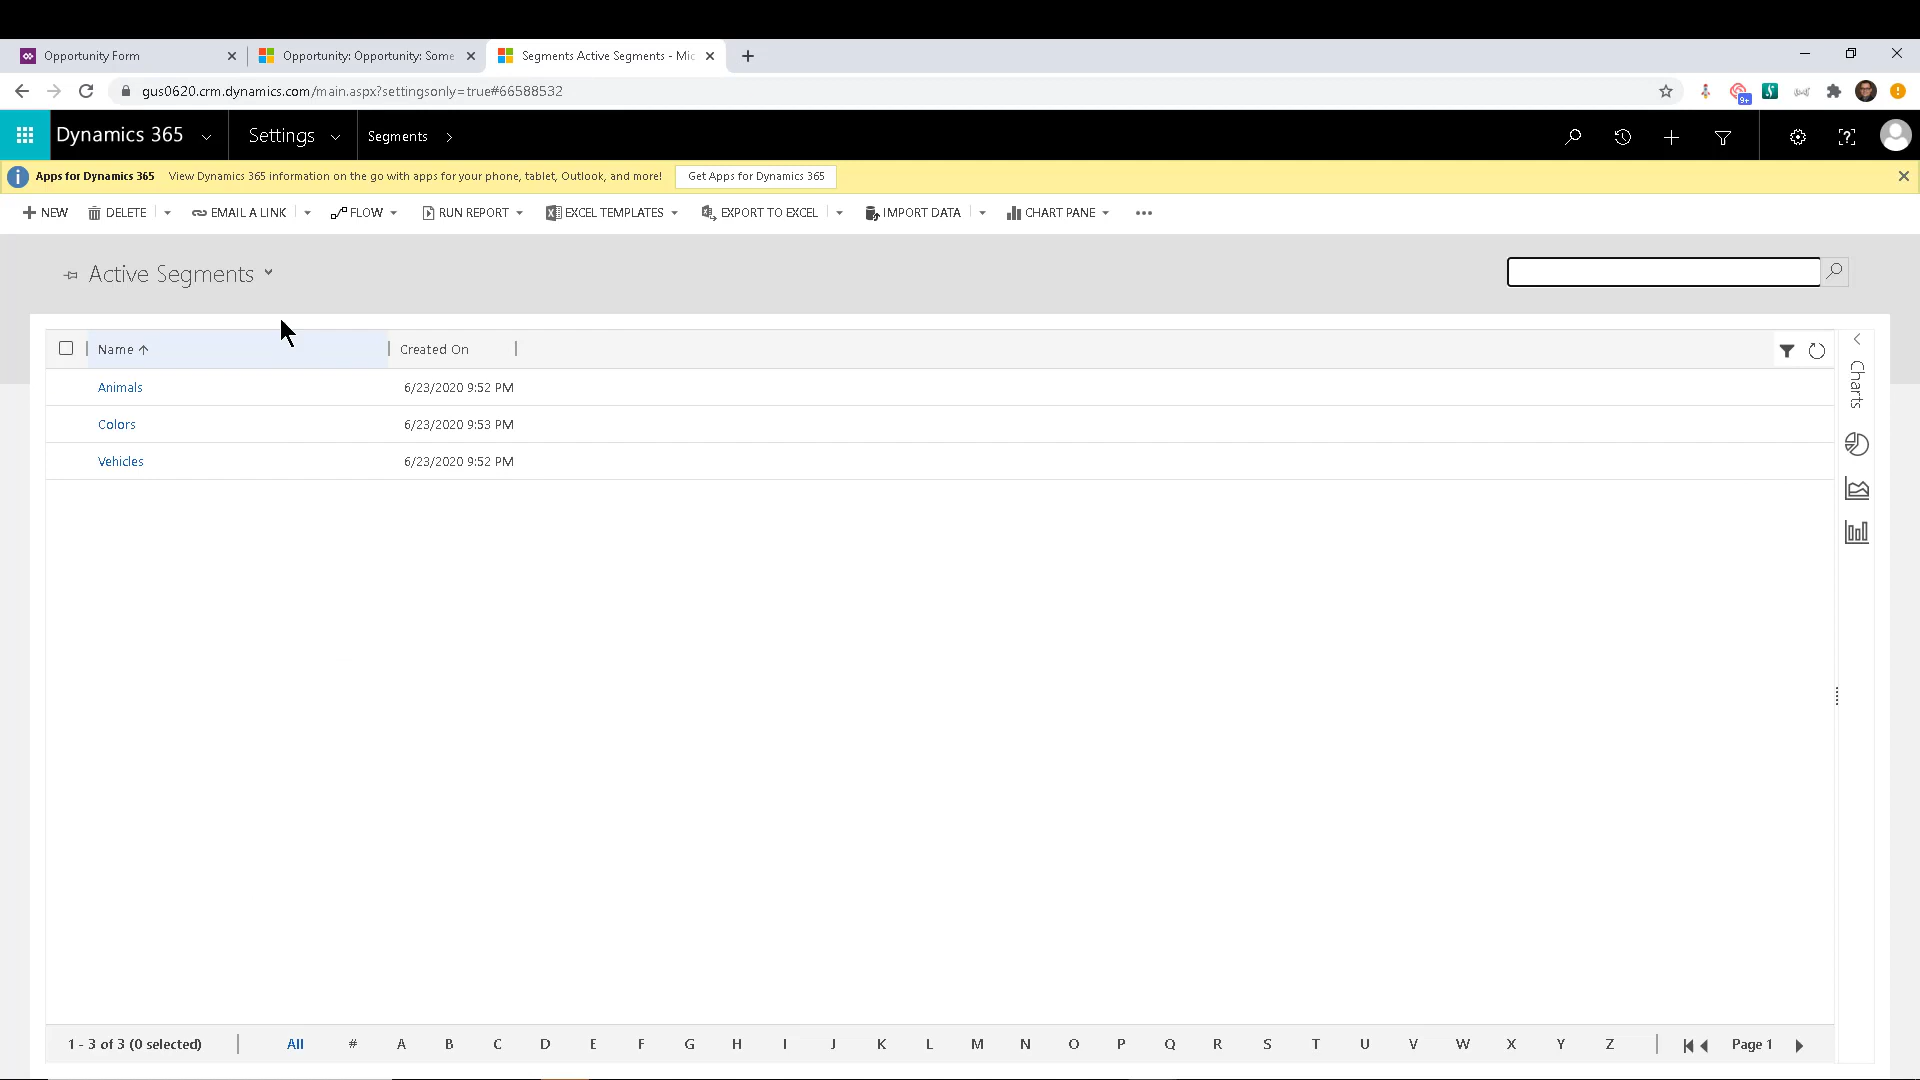 Opportunity Form
Opportunity: Opportunity: Some
Segments Active Segments - Mic
gus0620.crm.dynamics.com/main.aspx?settingsonly=true#66588532
9+
Dynamics 365
Settings
Segments
Apps for Dynamics 365
View Dynamics 365 information on the go with apps for your phone, tablet, Outlook, and more!
Get Apps for Dynamics 365
NEW
DELETE
EMAIL A LINK
FLOW
RUN REPORT
EXCEL TEMPLATES
EXPORT TO EXCEL
IMPORT DATA
CHART PANE
Active Segments
Name
Created On
Animals
6/23/2020 9:52 PM
Colors
6/23/2020 9:53 PM
Vehicles
6/23/2020 9:52 PM
Charts
1 - 3 of 3 (0 selected)
All # A B C D E F G H I J K L M N O P Q R S T U V W X Y Z
Page 1